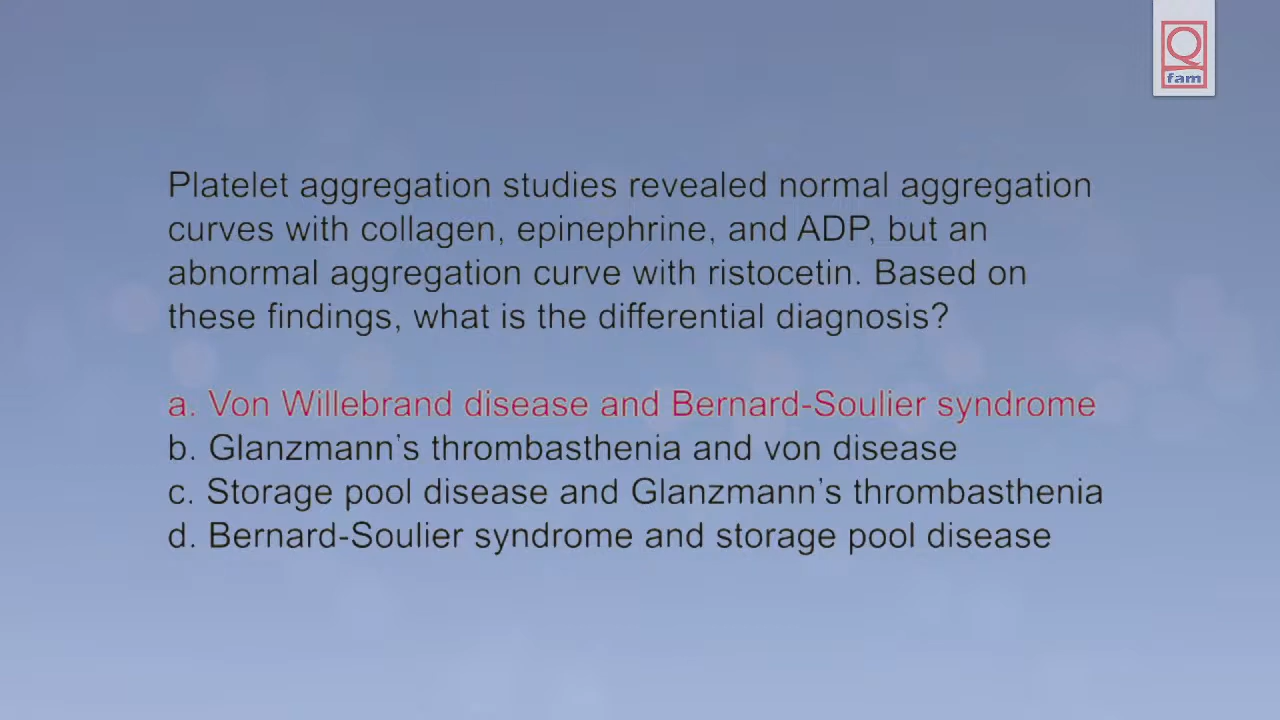 Q
fam
Platelet aggregation studies revealed normal aggregation
curves with collagen, epinephrine, and ADP, but an
abnormal aggregation curve with ristocetin. Based on
these findings, what is the differential diagnosis?
a. Von Willebrand disease and Bernard-Soulier syndrome
b. Glanzmann’s thrombasthenia and von disease
c. Storage pool disease and Glanzmann’s thrombasthenia
d. Bernard-Soulier syndrome and storage pool disease